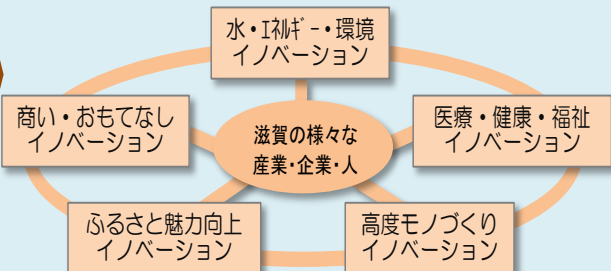 水・ｴﾈﾙｷﾞｰ・環境
イノベーション
商い・おもてなし
イノベーション
滋賀の様々な
産業・企業・人
医療・健康・福祉
イノベーション
ふるさと魅力向上
イノベーション
高度モノづくり
イノベーション